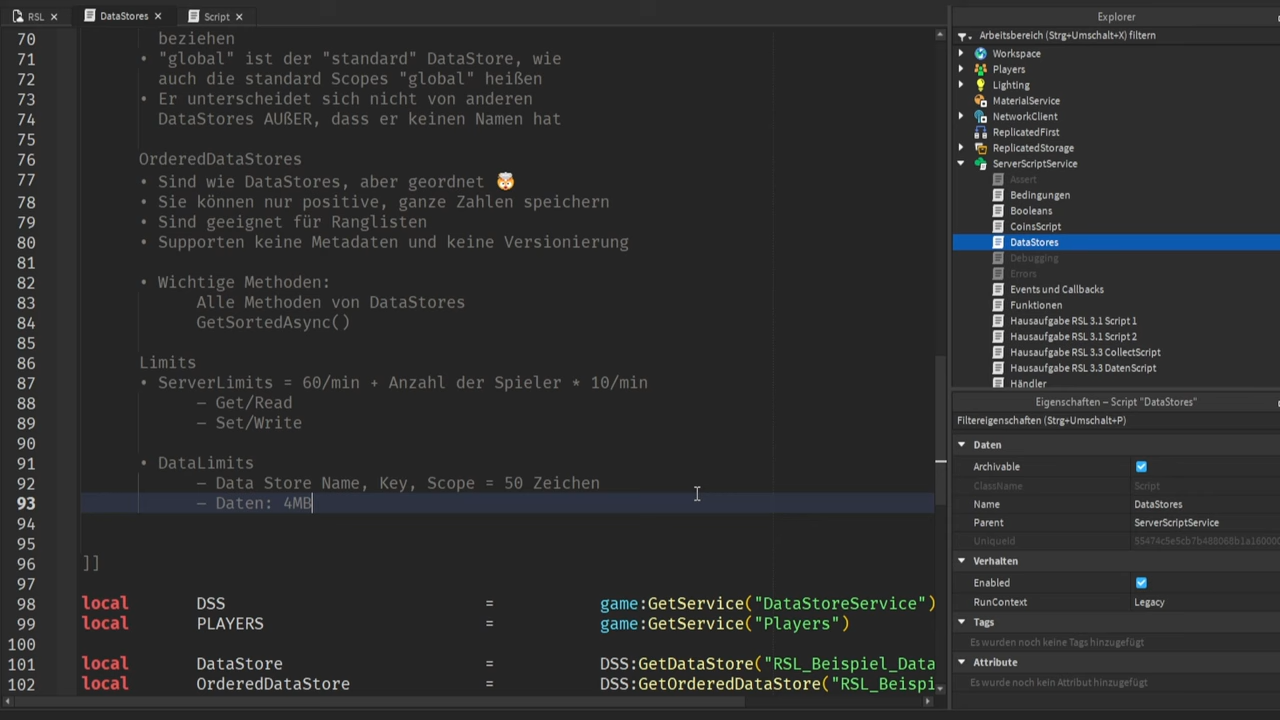 RSL
DataStores
Script
70 beziehen
71 • "global" ist der "standard" DataStore, wie
72 auch die standard Scopes "global" heißen
73 • Er unterscheidet sich nicht von anderen
74 DataStores AUßER, dass er keinen Namen hat
75
76 OrderedDataStores
77 • Sind wie DataStores, aber geordnet 🤯
78 • Sie können nur positive, ganze Zahlen speichern
79 • Sind geeignet für Ranglisten
80 • Supporten keine Metadaten und keine Versionierung
81
82 • Wichtige Methoden:
83 Alle Methoden von DataStores
84 GetSortedAsync()
85
86 Limits
87 • ServerLimits = 60/min + Anzahl der Spieler * 10/min
88 – Get/Read
89 – Set/Write
90
91 • DataLimits
92 – Data Store Name, Key, Scope = 50 Zeichen
93 – Daten: 4MB
94
95
96 ]]
97
98 local DSS = game:GetService("DataStoreService")
99 local PLAYERS = game:GetService("Players")
100
101 local DataStore = DSS:GetDataStore("RSL_Beispiel_Data
102 local OrderedDataStore = DSS:GetOrderedDataStore("RSL_Beispi
Explorer
Arbeitsbereich (Strg+Umschalt+X) filtern
Workspace
Players
Lighting
MaterialService
NetworkClient
ReplicatedFirst
ReplicatedStorage
ServerScriptService
Assert
Bedingungen
Booleans
CoinsScript
DataStores
Debugging
Errors
Events und Callbacks
Funktionen
Hausaufgabe RSL 3.1 Script 1
Hausaufgabe RSL 3.1 Script 2
Hausaufgabe RSL 3.3 CollectScript
Hausaufgabe RSL 3.3 DatenScript
Händler
Eigenschaften – Script "DataStores"
Filtereigenschaften (Strg+Umschalt+P)
Daten
Archivable
ClassName Script
Name DataStores
Parent ServerScriptService
UniqueId
Verhalten
Enabled
RunContext Legacy
Tags
Es wurden noch keine Tags hinzugefügt
Attribute
Es wurde noch kein Attribut hinzugefügt